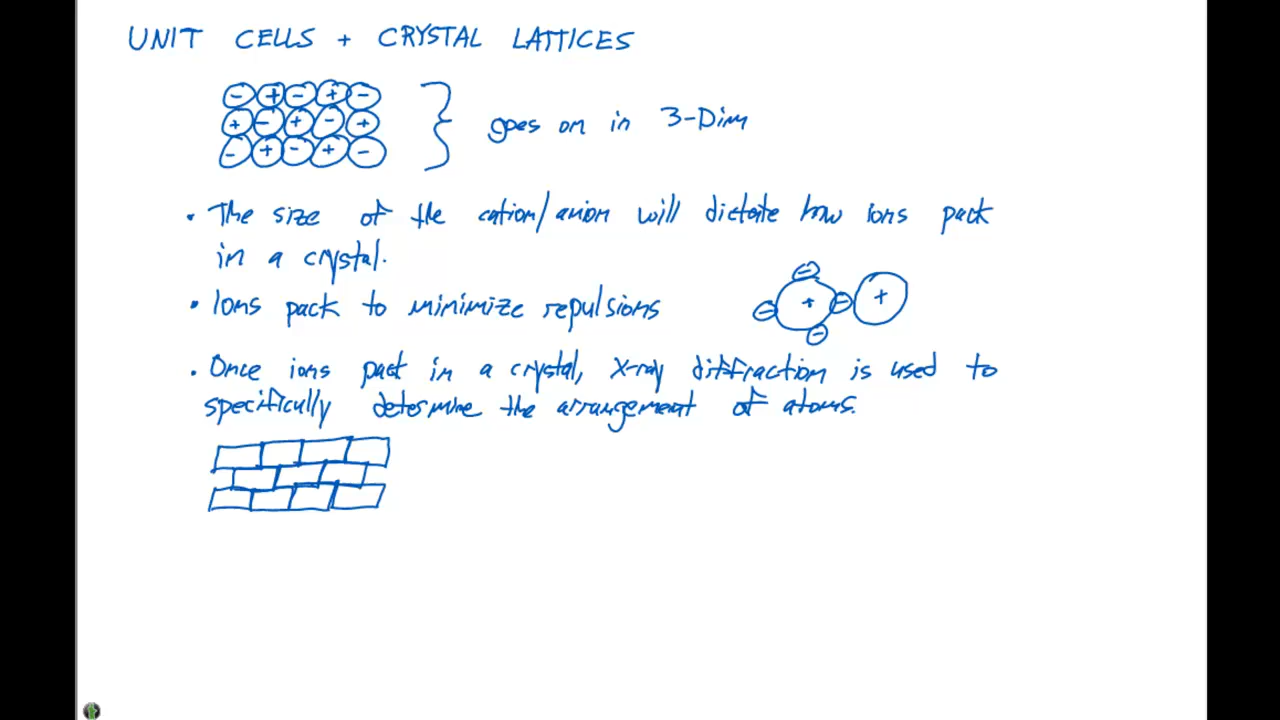 UNIT CELLS + CRYSTAL LATTICES
- + - + -
+ - + - +
- + - + -
goes on in 3-Dim
• The size of the cation/anion will dictate how ions pack
in a crystal.
• Ions pack to minimize repulsions
-
- + - +
-
• Once ions pack in a crystal, x-ray diffraction is used to
specifically determine the arrangement of atoms.